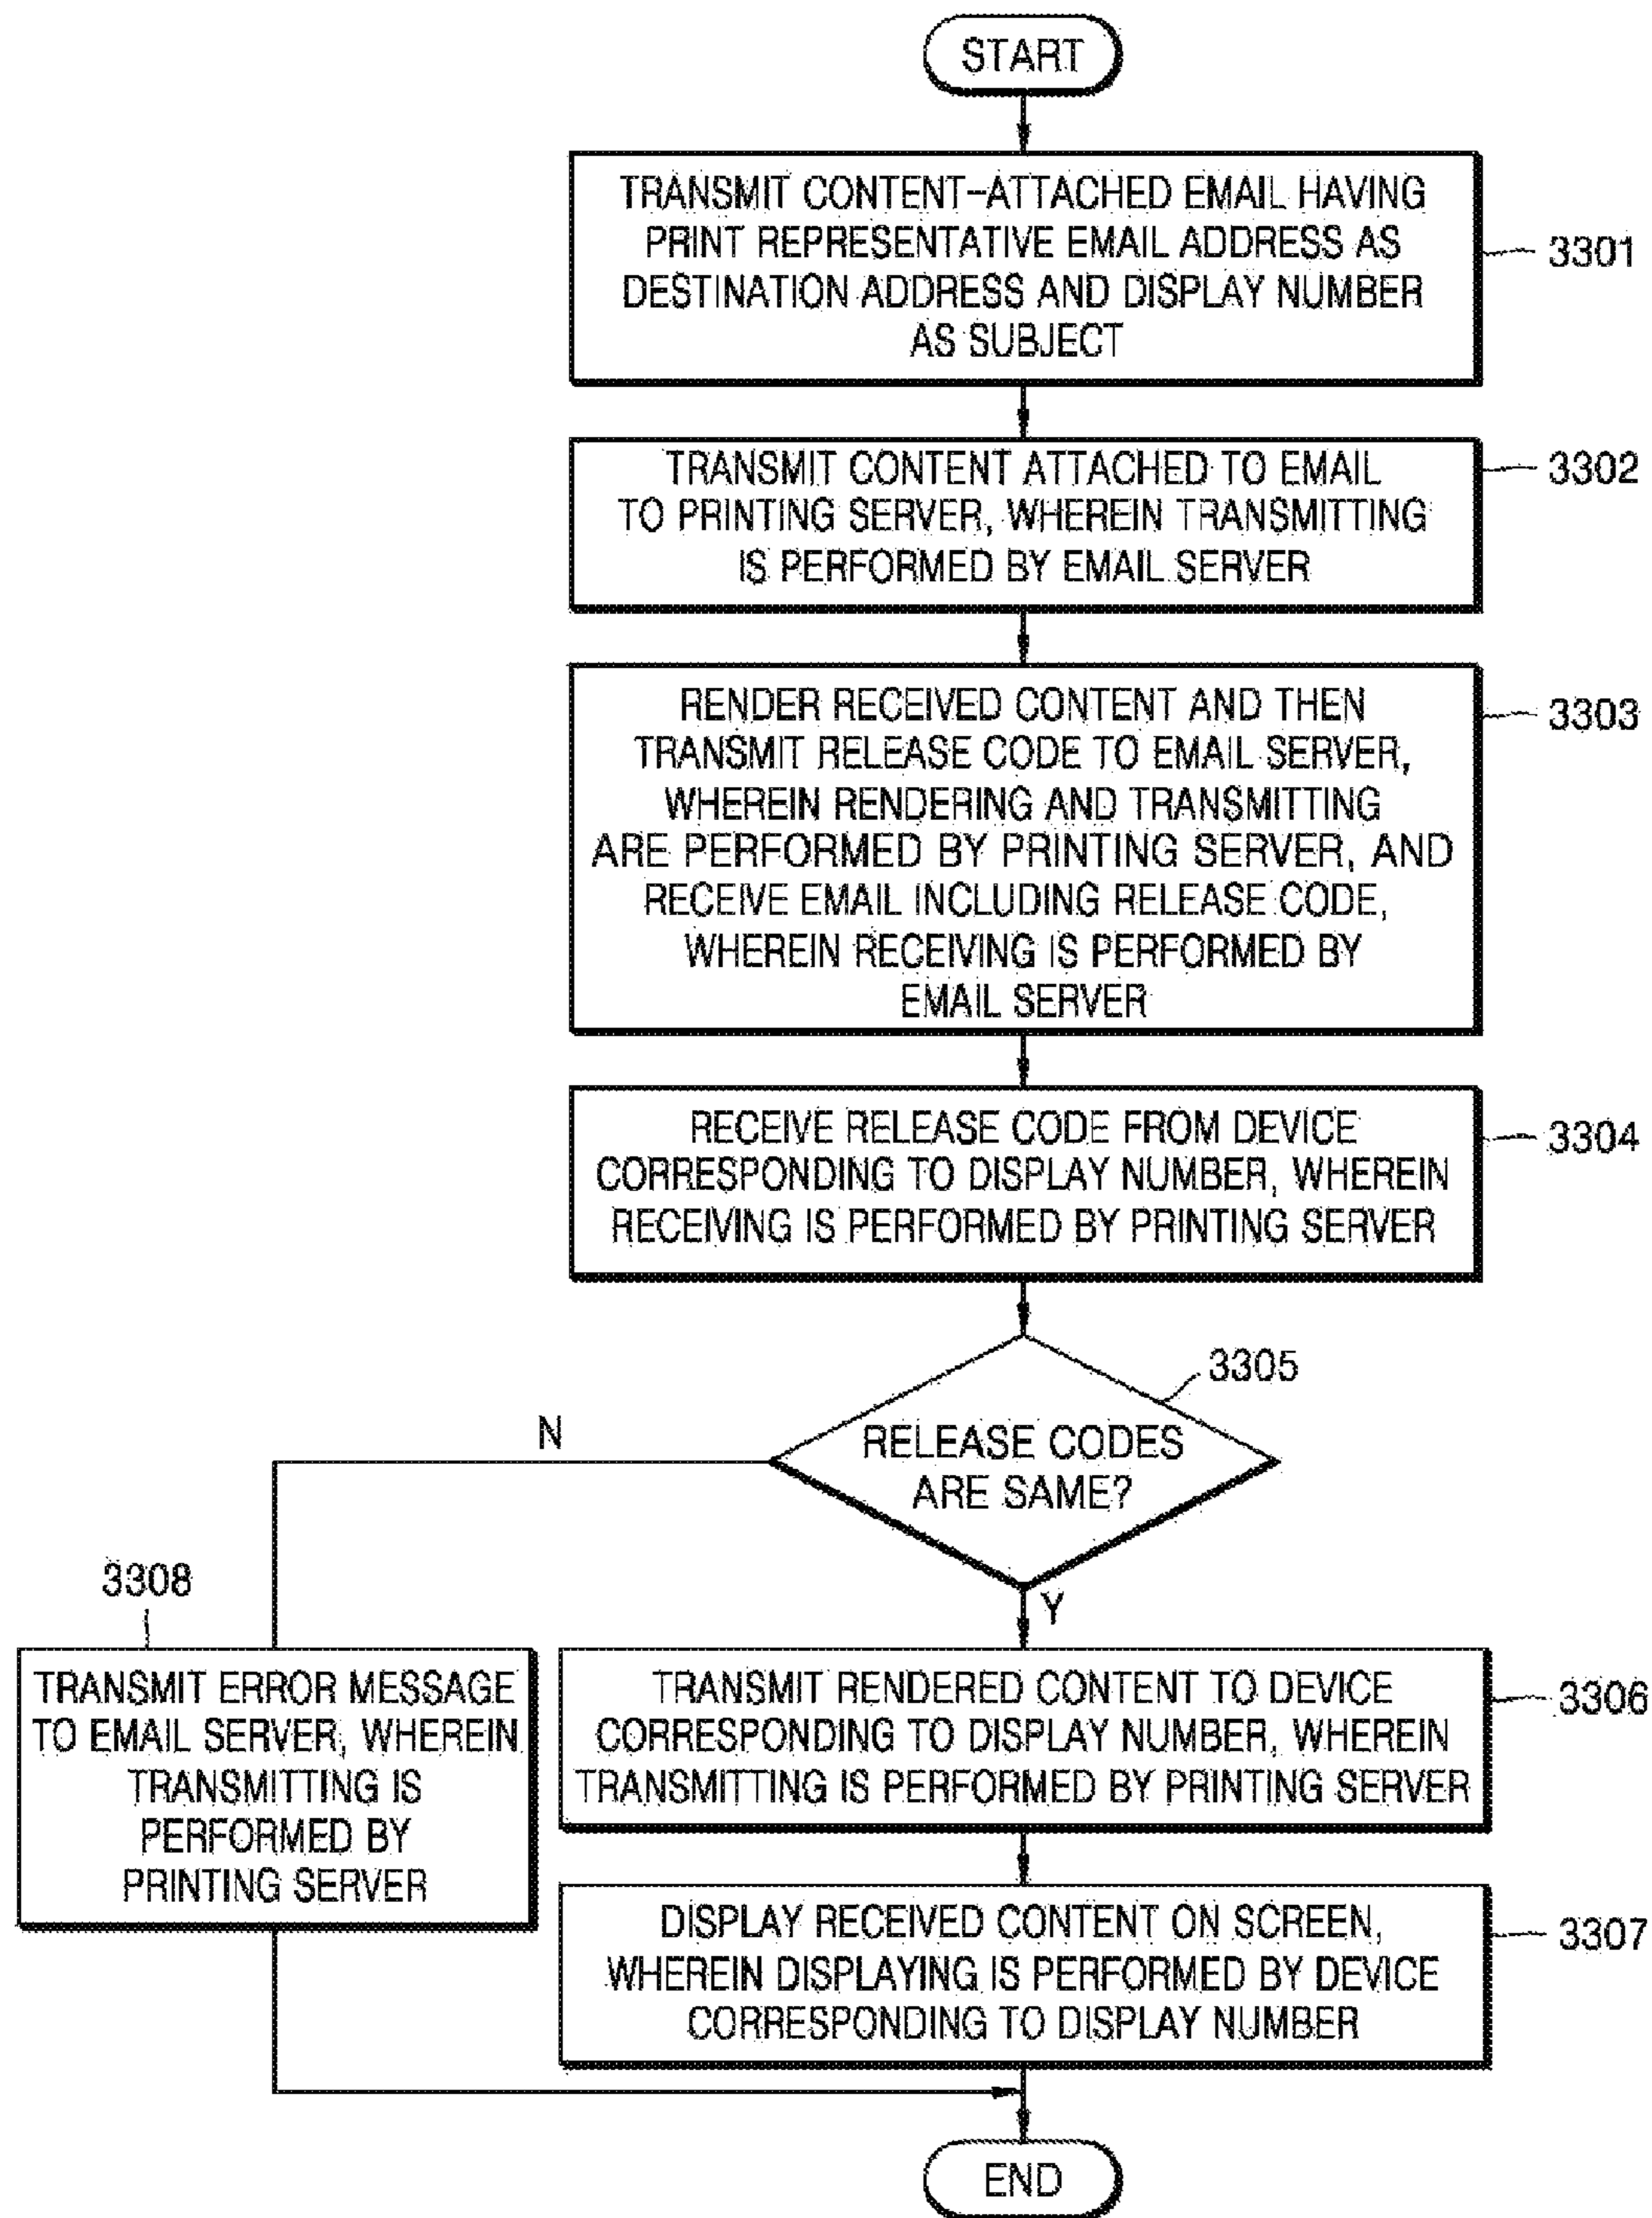 START
TRANSMIT CONTENT-ATTACHED EMAIL HAVING
PRINT REPRESENTATIVE EMAIL ADDRESS AS
DESTINATION ADDRESS AND DISPLAY NUMBER
AS SUBJECT
3301
TRANSMIT CONTENT ATTACHED TO EMAIL
TO PRINTING SERVER, WHEREIN TRANSMITTING
IS PERFORMED BY EMAIL SERVER
3302
RENDER RECEIVED CONTENT AND THEN
TRANSMIT RELEASE CODE TO EMAIL SERVER,
WHEREIN RENDERING AND TRANSMITTING
ARE PERFORMED BY PRINTING SERVER, AND
RECEIVE EMAIL INCLUDING RELEASE CODE,
WHEREIN RECEIVING IS PERFORMED BY
EMAIL SERVER
3303
RECEIVE RELEASE CODE FROM DEVICE
CORRESPONDING TO DISPLAY NUMBER, WHEREIN
RECEIVING IS PERFORMED BY PRINTING SERVER
3304
3305
RELEASE CODES
ARE SAME?
N
Y
3308
TRANSMIT ERROR MESSAGE
TO EMAIL SERVER, WHEREIN
TRANSMITTING IS
PERFORMED BY
PRINTING SERVER
TRANSMIT RENDERED CONTENT TO DEVICE
CORRESPONDING TO DISPLAY NUMBER, WHEREIN
TRANSMITTING IS PERFORMED BY PRINTING SERVER
3306
DISPLAY RECEIVED CONTENT ON SCREEN,
WHEREIN DISPLAYING IS PERFORMED BY DEVICE
CORRESPONDING TO DISPLAY NUMBER
3307
END